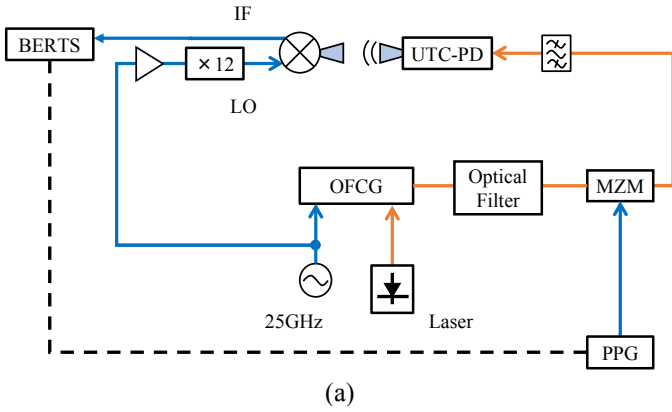 IF
BERTS
UTC-PD
× 12
LO
OFCG
Optical
Filter
MZM
25GHz
Laser
PPG
(a)